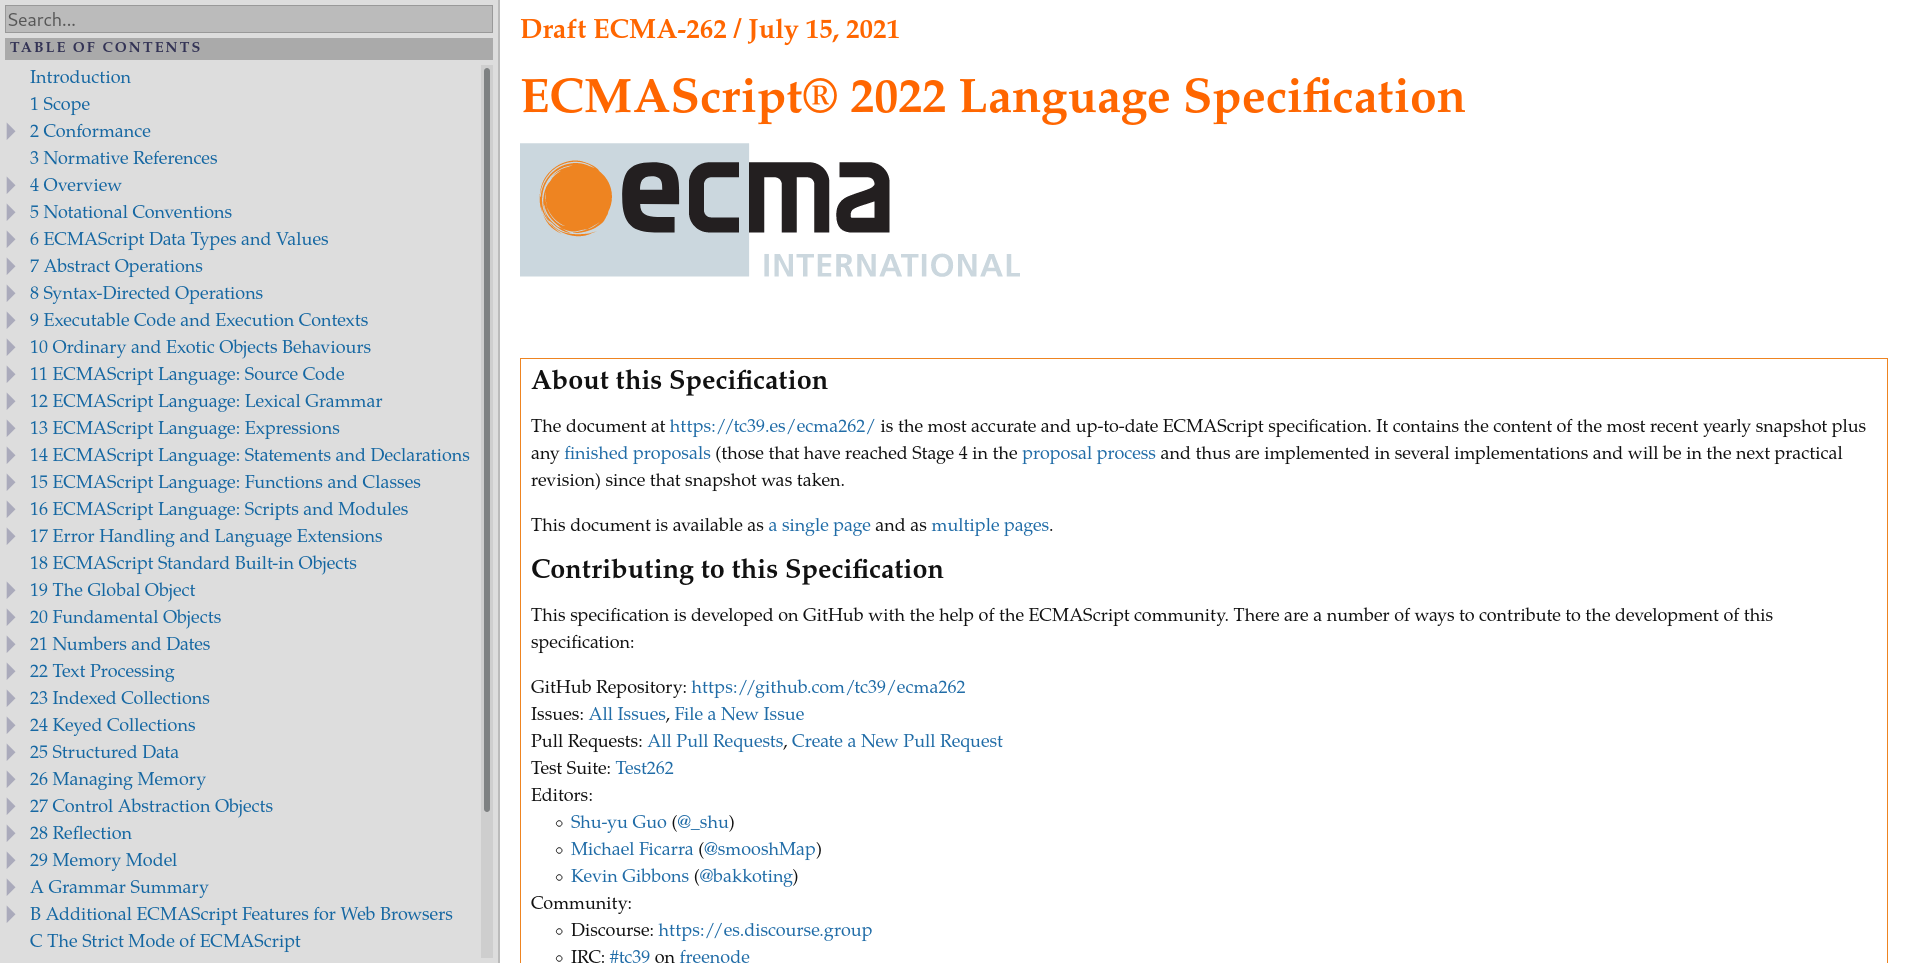 Search...
TABLE OF CONTENTS
Introduction
1 Scope
2 Conformance
3 Normative References
4 Overview
5 Notational Conventions
6 ECMAScript Data Types and Values
7 Abstract Operations
8 Syntax-Directed Operations
9 Executable Code and Execution Contexts
10 Ordinary and Exotic Objects Behaviours
11 ECMAScript Language: Source Code
12 ECMAScript Language: Lexical Grammar
13 ECMAScript Language: Expressions
14 ECMAScript Language: Statements and Declarations
15 ECMAScript Language: Functions and Classes
16 ECMAScript Language: Scripts and Modules
17 Error Handling and Language Extensions
18 ECMAScript Standard Built-in Objects
19 The Global Object
20 Fundamental Objects
21 Numbers and Dates
22 Text Processing
23 Indexed Collections
24 Keyed Collections
25 Structured Data
26 Managing Memory
27 Control Abstraction Objects
28 Reflection
29 Memory Model
A Grammar Summary
B Additional ECMAScript Features for Web Browsers
C The Strict Mode of ECMAScript
Draft ECMA-262 / July 15, 2021
ECMAScript® 2022 Language Specification
ecma
INTERNATIONAL
About this Specification
The document at https://tc39.es/ecma262/ is the most accurate and up-to-date ECMAScript specification. It contains the content of the most recent yearly snapshot plus
any finished proposals (those that have reached Stage 4 in the proposal process and thus are implemented in several implementations and will be in the next practical
revision) since that snapshot was taken.
This document is available as a single page and as multiple pages.
Contributing to this Specification
This specification is developed on GitHub with the help of the ECMAScript community. There are a number of ways to contribute to the development of this
specification:
GitHub Repository: https://github.com/tc39/ecma262
Issues: All Issues, File a New Issue
Pull Requests: All Pull Requests, Create a New Pull Request
Test Suite: Test262
Editors:
Shu-yu Guo (@_shu)
Michael Ficarra (@smooshMap)
Kevin Gibbons (@bakkoting)
Community:
Discourse: https://es.discourse.group
IRC: #tc39 on freenode